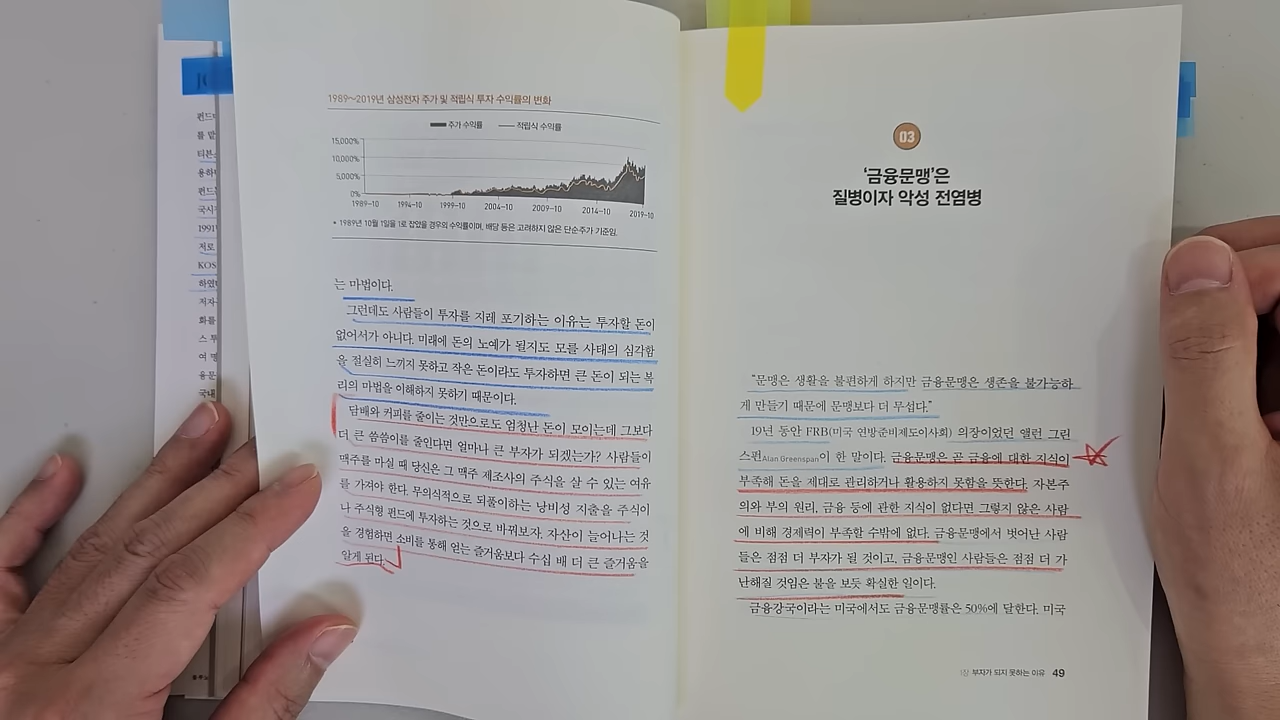 펀드
를 맡
티븐
용하
펀드
국시
1991
저로
KOS
하였
저자
화를
스 투
여 명
용문
국내
1989~2019년 삼성전자 주가 및 적립식 투자 수익률의 변화
주가 수익률 적립식 수익률
15,000%
10,000%
5,000%
0%
1989-10 1994-10 1999-10 2004-10 2009-10 2014-10 2019-10
* 1989년 10월 1일을 1로 잡았을 경우의 수익률이며, 배당 등은 고려하지 않은 단순주가 기준임.
는 마법이다.
그런데도 사람들이 투자를 지레 포기하는 이유는 투자할 돈이
없어서가 아니다. 미래에 돈의 노예가 될지도 모를 사태의 심각함
을 절실히 느끼지 못하고 작은 돈이라도 투자하면 큰 돈이 되는 복
리의 마법을 이해하지 못하기 때문이다.
담배와 커피를 줄이는 것만으로도 엄청난 돈이 모이는데 그보다
더 큰 씀씀이를 줄인다면 얼마나 큰 부자가 되겠는가? 사람들이
맥주를 마실 때 당신은 그 맥주 제조사의 주식을 살 수 있는 여유
를 가져야 한다. 무의식적으로 되풀이하는 낭비성 지출을 주식이
나 주식형 펀드에 투자하는 것으로 바꿔보자. 자산이 늘어나는 것
을 경험하면 소비를 통해 얻는 즐거움보다 수십 배 더 큰 즐거움을
알게 된다.
03
‘금융문맹’은
질병이자 악성 전염병
“문맹은 생활을 불편하게 하지만 금융문맹은 생존을 불가능하
게 만들기 때문에 문맹보다 더 무섭다.”
19년 동안 FRB(미국 연방준비제도이사회) 의장이었던 앨런 그린
스펀Alan Greenspan이 한 말이다. 금융문맹은 곧 금융에 대한 지식이
부족해 돈을 제대로 관리하거나 활용하지 못함을 뜻한다. 자본주
의와 부의 원리, 금융 등에 관한 지식이 없다면 그렇지 않은 사람
에 비해 경제력이 부족할 수밖에 없다. 금융문맹에서 벗어난 사람
들은 점점 더 부자가 될 것이고, 금융문맹인 사람들은 점점 더 가
난해질 것임은 불을 보듯 확실한 일이다.
금융강국이라는 미국에서도 금융문맹률은 50%에 달한다. 미국
1장 부자가 되지 못하는 이유 49